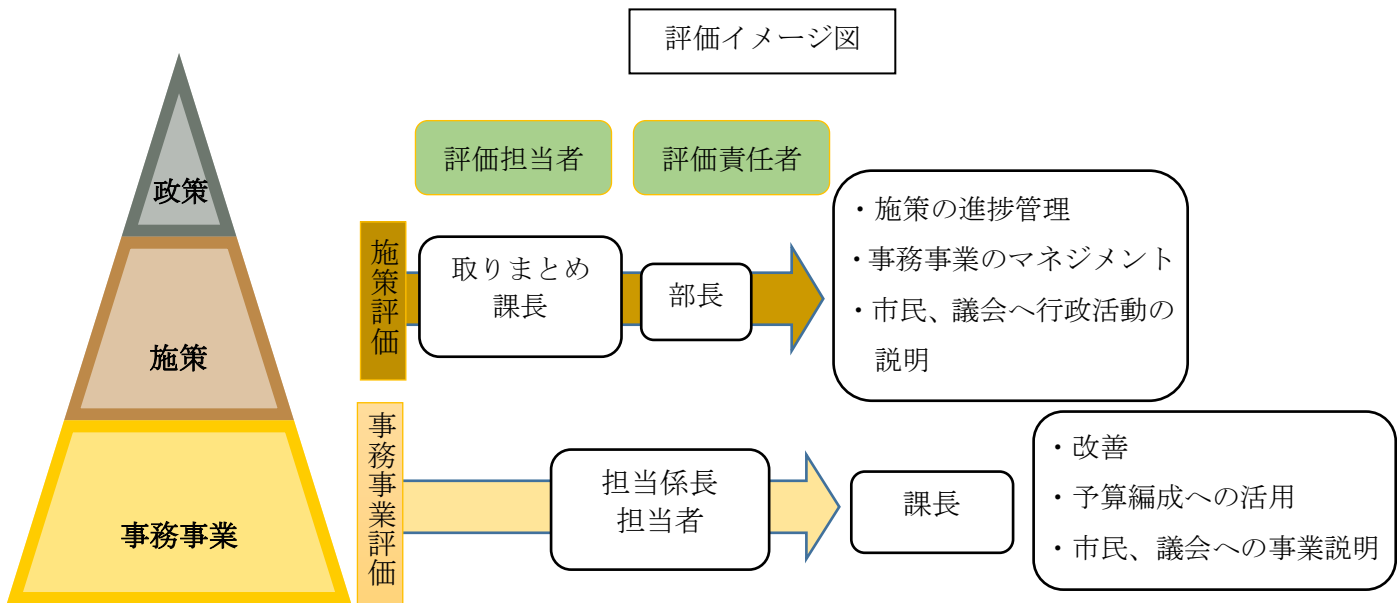 評価イメージ図
評価担当者
評価責任者
政策
施策
事務事業
施策評価
取りまとめ
課長
部長
・施策の進捗管理
・事務事業のマネジメント
・市民、議会へ行政活動の
説明
事務事業評価
担当係長
担当者
課長
・改善
・予算編成への活用
・市民、議会への事業説明